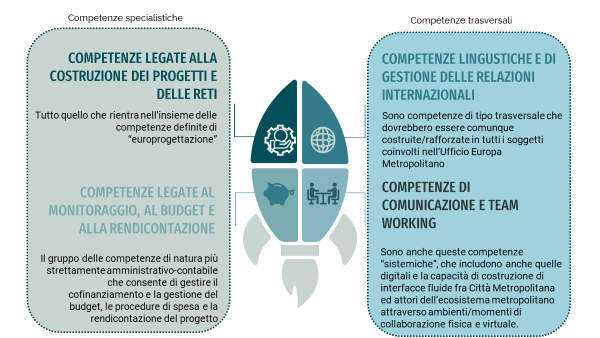 Competenze specialistiche
COMPETENZE LEGATE ALLA
COSTRUZIONE DEI PROGETTI E
DELLE RETI
Tutto quello che rientra nell'insieme delle
competenze definite di
"europrogettazione"
COMPETENZE LEGATE AL
MONITORAGGIO, AL BUDGET E
ALLA RENDICONTAZIONE
Il gruppo delle competenze di natura più
strettamente amministrativo-contabile
che consente di gestire il
cofinanziamento e la gestione del
budget, le procedure di spesa e la
rendicontazione del progetto.
Competenze trasversali
COMPETENZE LINGUSTICHE E DI
GESTIONE DELLE RELAZIONI
INTERNAZIONALI
Sono competenze di tipo trasversale che
dovrebbero essere comunque
costruite/rafforzate in tutti i soggetti
coinvolti nell'Ufficio Europa
Metropolitano
COMPETENZE DI
COMUNICAZIONE E TEAM
WORKING
Sono anche queste competenze
"sistemiche", che includono anche quelle
digitali e la capacità di costruzione di
interfacce fluide fra Città Metropolitana
ed attori dell'ecosistema metropolitano
attraverso ambienti/momenti di
collaborazione fisica e virtuale.